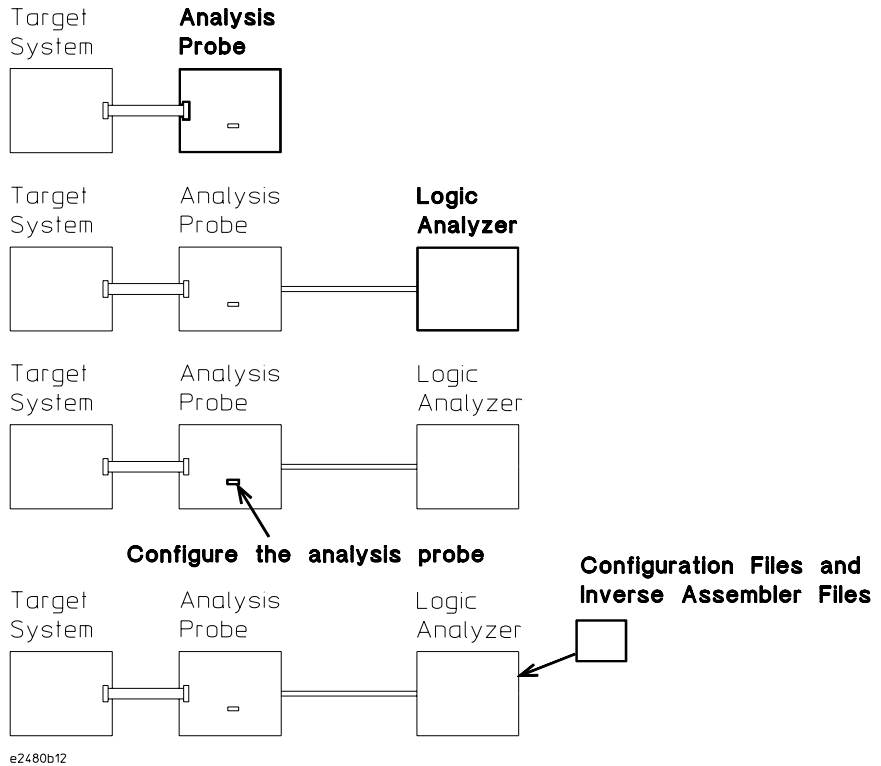 Target
System
Analysis
Probe
Target
System
Analysis
Probe
Logic
Analyzer
Target
System
Analysis
Probe
Logic
Analyzer
Configure the analysis probe
Configuration Files and
Inverse Assembler Files
Target
System
Analysis
Probe
Logic
Analyzer
e2480b12